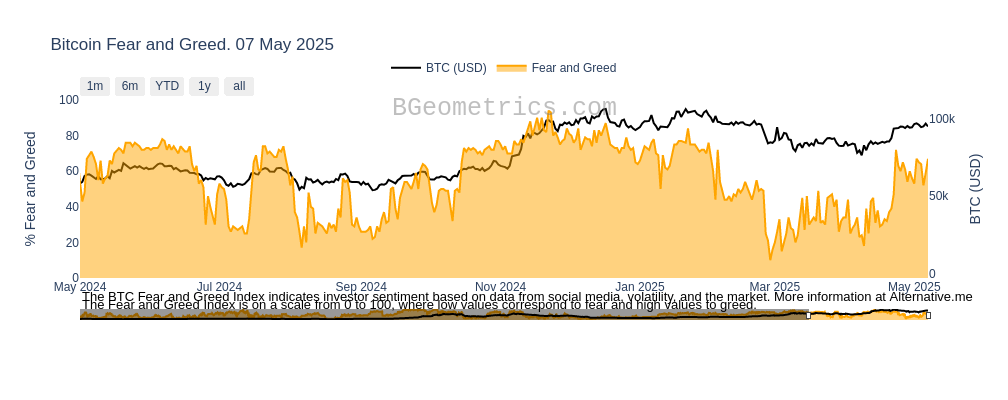 Bitcoin Fear and Greed. 07 May 2025
BTC (USD) Fear and Greed
1m 6m YTD 1y all
BGeometrics.com
100
80
60
40
20
0
% Fear and Greed
100k
50k
0
BTC (USD)
May 2024 Jul 2024 Sep 2024 Nov 2024 Jan 2025 Mar 2025 May 2025
The BTC Fear and Greed Index indicates investor sentiment based on data from social media, volatility, and the market. More information at Alternative.me
The Fear and Greed Index is on a scale from 0 to 100, where low values correspond to fear and high values to greed.